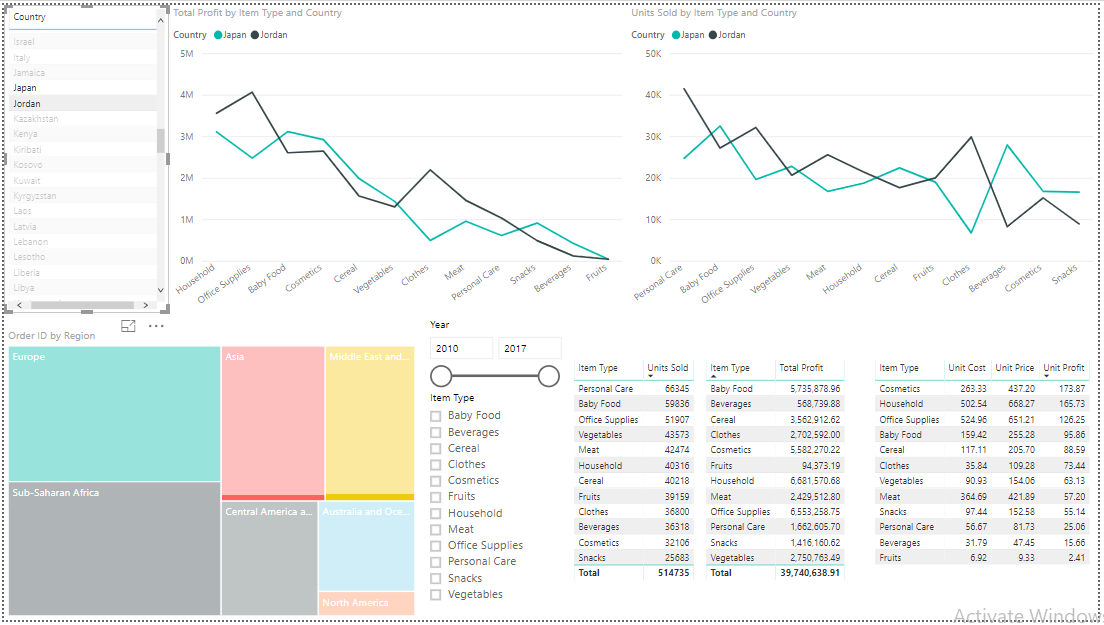 Country
Israel
Italy
Jamaica
Japan
Jordan
Kazakhstan
Kenya
Kiribati
Kosovo
Kuwait
Kyrgyzstan
Laos
Latvia
Lebanon
Lesotho
Liberia
Libya
Total Profit by Item Type and Country
Country Japan Jordan
5M
4M
3M
2M
1M
0M
Household Office Supplies Baby Food Cosmetics Cereal Vegetables Clothes Meat Personal Care Snacks Beverages Fruits
Units Sold by Item Type and Country
Country Japan Jordan
50K
40K
30K
20K
10K
0K
Personal Care Baby Food Office Supplies Vegetables Meat Household Cereal Fruits Clothes Beverages Cosmetics Snacks
Order ID by Region
Europe
Asia
Middle East and...
Sub-Saharan Africa
Central America a...
Australia and Oce...
North America
Year
2010 2017
Item Type
Baby Food
Beverages
Cereal
Clothes
Cosmetics
Fruits
Household
Meat
Office Supplies
Personal Care
Snacks
Vegetables
Item Type Units Sold
Personal Care 66345
Baby Food 59836
Office Supplies 51907
Vegetables 43573
Meat 42474
Household 40316
Cereal 40218
Fruits 39159
Clothes 36800
Beverages 36318
Cosmetics 32106
Snacks 25683
Total 514735
Item Type Total Profit
Baby Food 5,735,878.96
Beverages 568,739.88
Cereal 3,562,912.62
Clothes 2,702,592.00
Cosmetics 5,582,270.22
Fruits 94,373.19
Household 6,681,570.68
Meat 2,429,512.80
Office Supplies 6,553,258.75
Personal Care 1,662,605.70
Snacks 1,416,160.62
Vegetables 2,750,763.49
Total 39,740,638.91
Item Type Unit Cost Unit Price Unit Profit
Cosmetics 263.33 437.20 173.87
Household 502.54 668.27 165.73
Office Supplies 524.96 651.21 126.25
Baby Food 159.42 255.28 95.86
Cereal 117.11 205.70 88.59
Clothes 35.84 109.28 73.44
Vegetables 90.93 154.06 63.13
Meat 364.69 421.89 57.20
Snacks 97.44 152.58 55.14
Personal Care 56.67 81.73 25.06
Beverages 31.79 47.45 15.66
Fruits 6.92 9.33 2.41
Activate Window